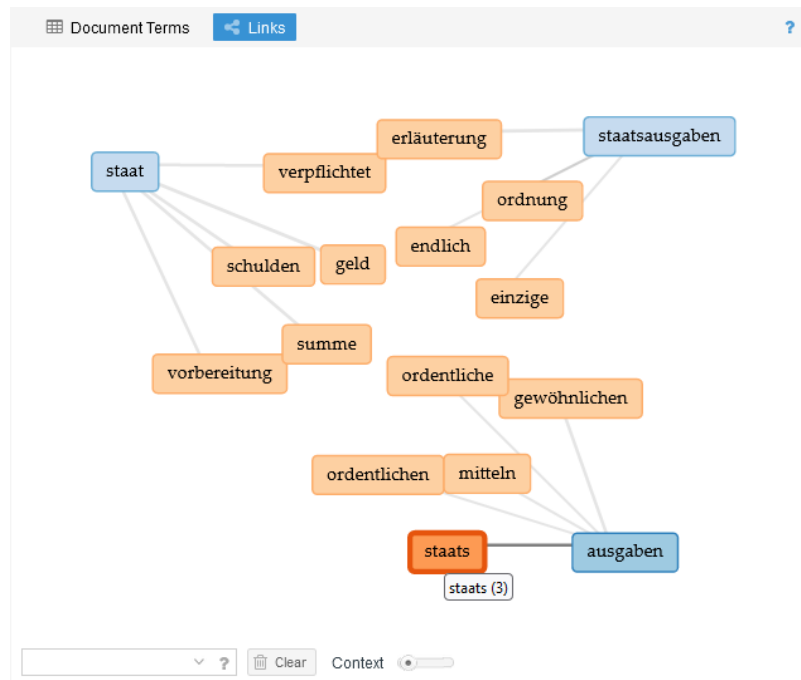 Document Terms Links ?
erläuterung staatsausgaben
staat verpflichtet
ordnung
endlich
schulden geld
einzige
summe
vorbereitung ordentliche
gewöhnlichen
ordentlichen mitteln
staats ausgaben
staats (3)
? Clear Context